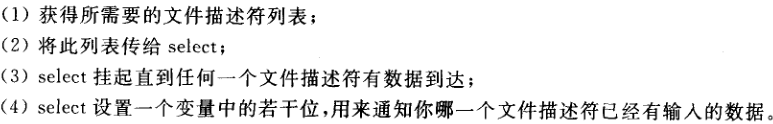 (1) 获得所需要的文件描述符列表；
(2) 将此列表传给 select；
(3) select 挂起直到任何一个文件描述符有数据到达；
(4) select 设置一个变量中的若干位,用来通知你哪一个文件描述符已经有输入的数据。